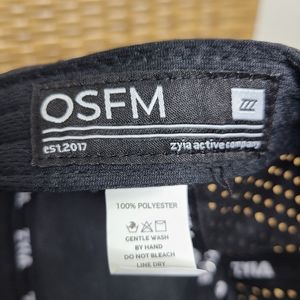 OSFM
est.2017
zyia active company
100% POLYESTER
GENTLE WASH
BY HAND
DO NOT BLEACH
LINE DRY